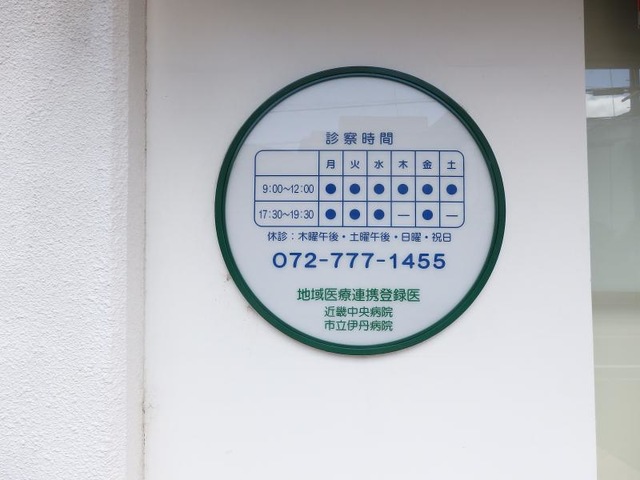 診察時間
月 火 水 木 金 土
9:00~12:00 ● ● ● ● ● ●
17:30~19:30 ● ● ● — ● —
休診：木曜午後・土曜午後・日曜・祝日
072-777-1455
地域医療連携登録医
近畿中央病院
市立伊丹病院